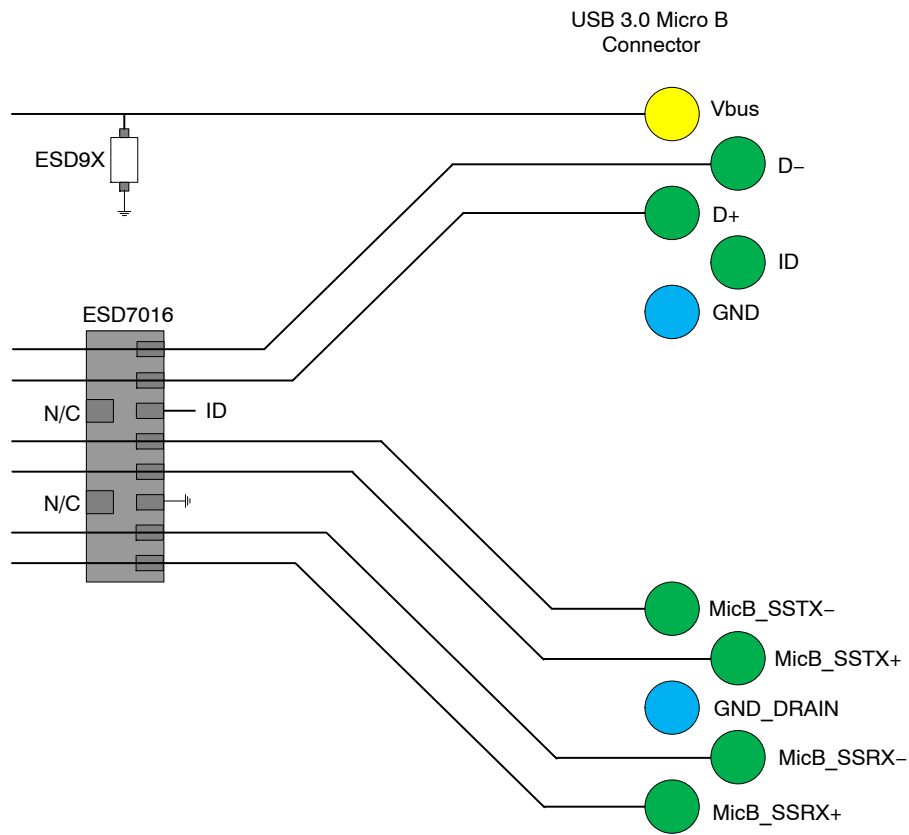 USB 3.0 Micro B
Connector
Vbus
ESD9X
D−
D+
ID
GND
ESD7016
N/C
ID
N/C
MicB_SSTX−
MicB_SSTX+
GND_DRAIN
MicB_SSRX−
MicB_SSRX+